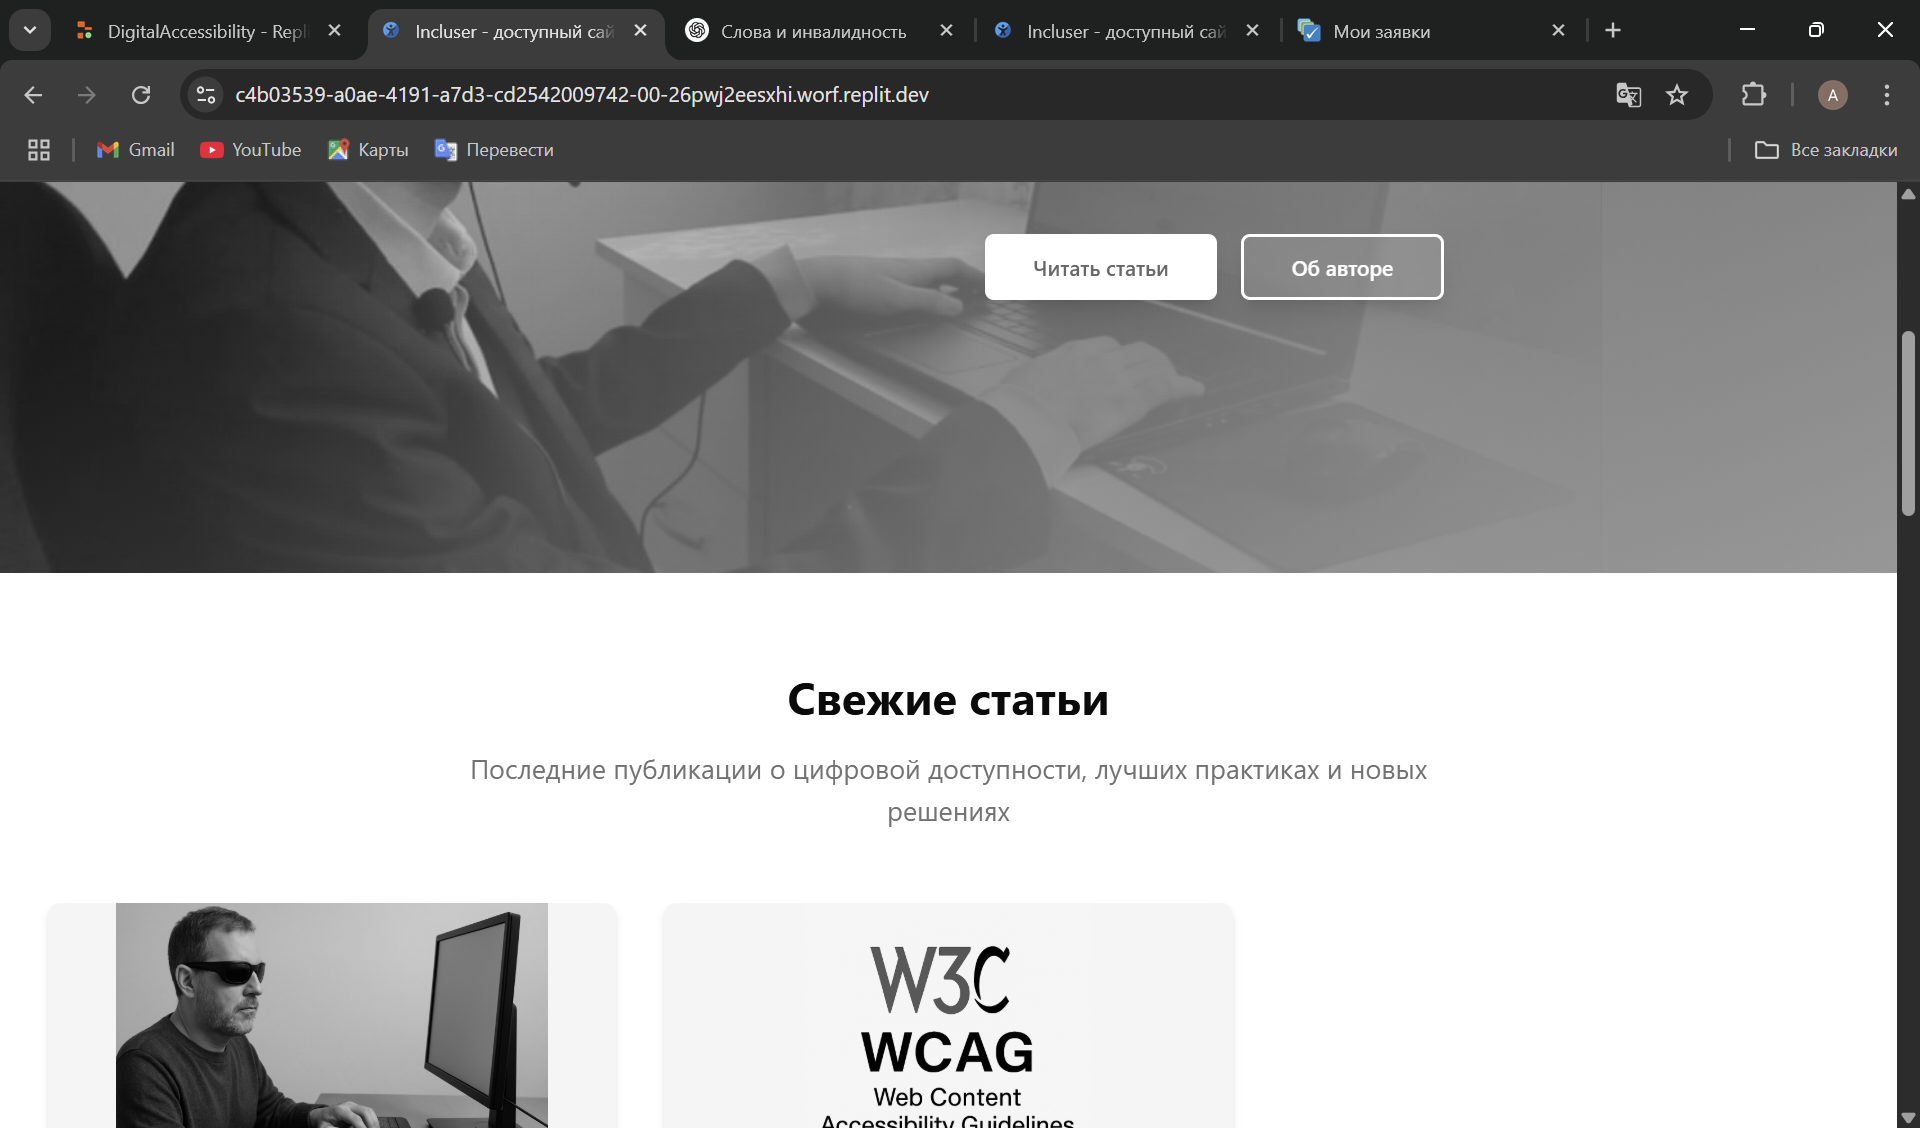 DigitalAccessibility - Repl
Incluser - доступный сай
Слова и инвалидность
Incluser - доступный сай
Мои заявки
c4b03539-a0ae-4191-a7d3-cd2542009742-00-26pwj2eesxhi.worf.replit.dev
A
Gmail
YouTube
Карты
Перевести
Все закладки
Читать статьи
Об авторе
Свежие статьи
Последние публикации о цифровой доступности, лучших практиках и новых
решениях
W3C
WCAG
Web Content
Accessibility Guidelines